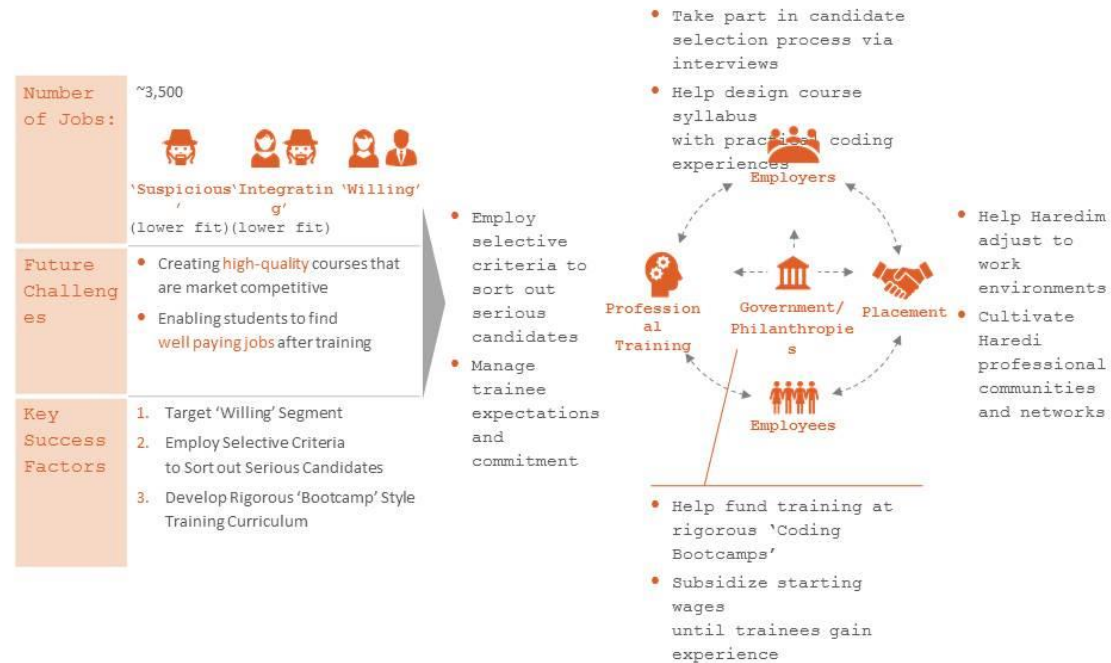 Number
of Jobs:
~3,500
'Suspicious
'
(lower fit)
'Integratin
g'
(lower fit)
'Willing'
Future
Challeng
es
• Creating high-quality courses that
are market competitive
• Enabling students to find
well paying jobs after training
Key
Success
Factors
1. Target 'Willing' Segment
2. Employ Selective Criteria
to Sort out Serious Candidates
3. Develop Rigorous 'Bootcamp' Style
Training Curriculum
• Employ
selective
criteria to
sort out
serious
candidates
• Manage
trainee
expectations
and
commitment
• Take part in candidate
selection process via
interviews
• Help design course
syllabus
with practical coding
experiences
Employers
Profession
al
Training
Government/
Philanthropie
s
Placement
Employees
• Help Haredim
adjust to
work
environments
• Cultivate
Haredi
professional
communities
and networks
• Help fund training at
rigorous 'Coding
Bootcamps'
• Subsidize starting
wages
until trainees gain
experience